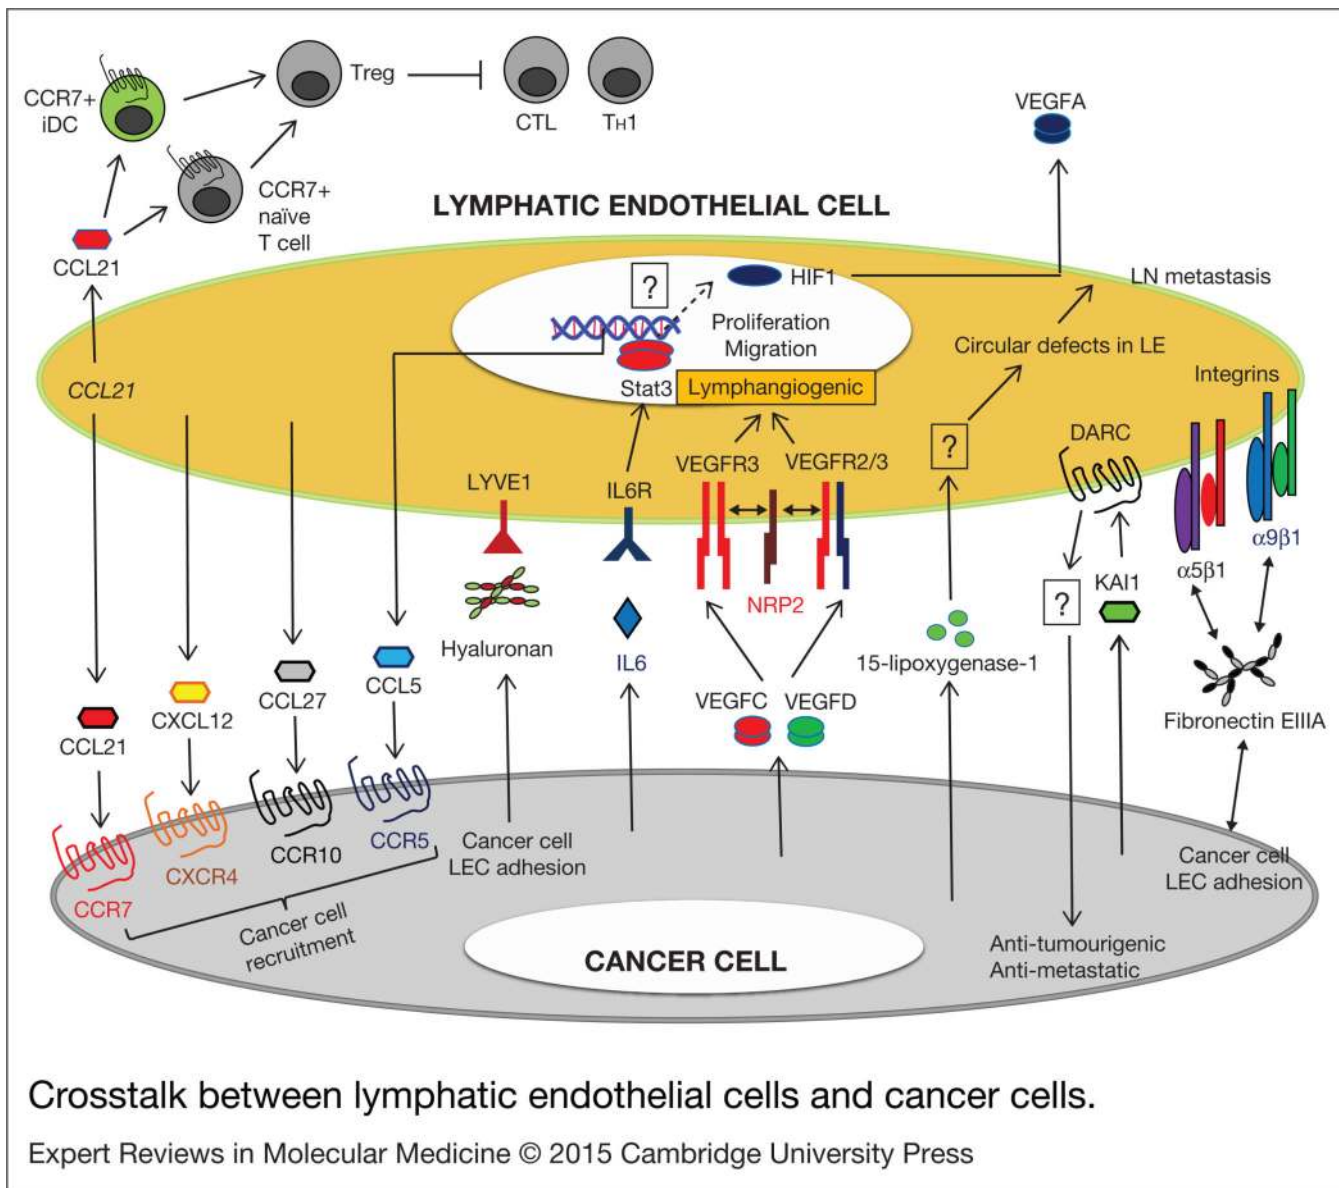 CCR7+
iDC
Treg
CTL
TH1
VEGFA
CCR7+
naïve
T cell
CCL21
LYMPHATIC ENDOTHELIAL CELL
?
HIF1
LN metastasis
Proliferation
Migration
Circular defects in LE
CCL21
Stat3
Lymphangiogenic
Integrins
?
DARC
VEGFR3
VEGFR2/3
LYVE1
IL6R
α9β1
α5β1
KAI1
?
NRP2
Hyaluronan
IL6
15-lipoxygenase-1
CCL5
CCL27
CXCL12
CCL21
VEGFC
VEGFD
Fibronectin EIIIA
CCR5
CCR10
CXCR4
CCR7
Cancer cell
LEC adhesion
Cancer cell
LEC adhesion
Cancer cell
recruitment
CANCER CELL
Anti-tumourigenic
Anti-metastatic
Crosstalk between lymphatic endothelial cells and cancer cells.
Expert Reviews in Molecular Medicine © 2015 Cambridge University Press